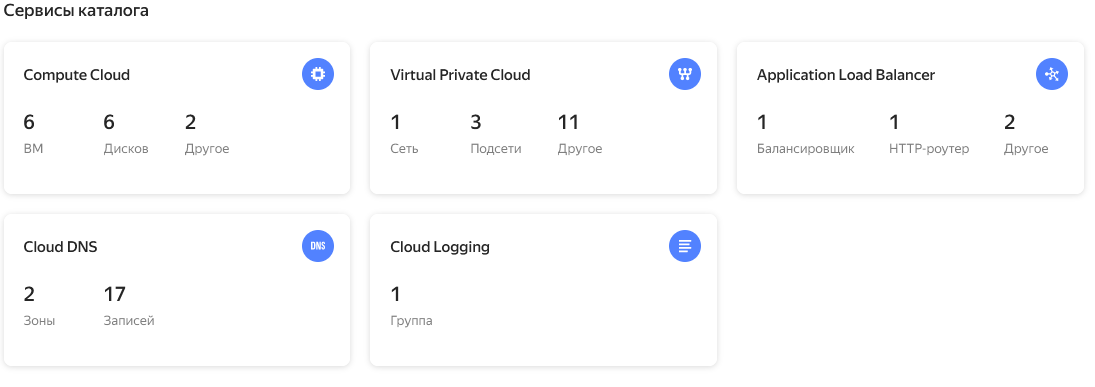 Сервисы каталога
Compute Cloud
6 6 2
ВМ Дисков Другое
Virtual Private Cloud
1 3 11
Сеть Подсети Другое
Application Load Balancer
1 1 2
Балансировщик HTTP-роутер Другое
Cloud DNS
DNS
2 17
Зоны Записей
Cloud Logging
1
Группа